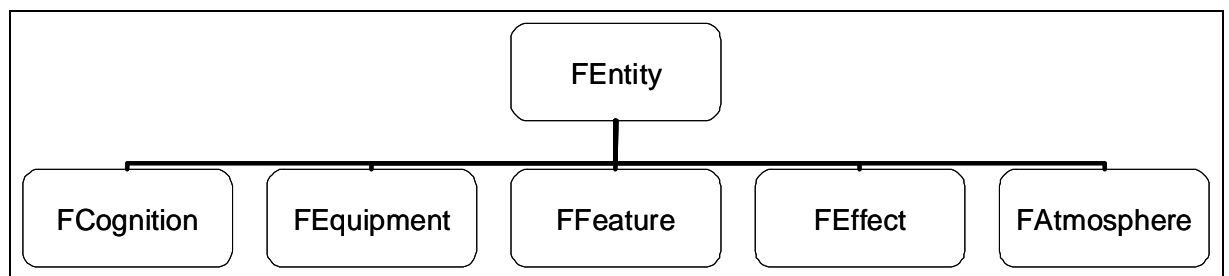 FEntity
FCognition
FEquipment
FFeature
FEffect
FAtmosphere